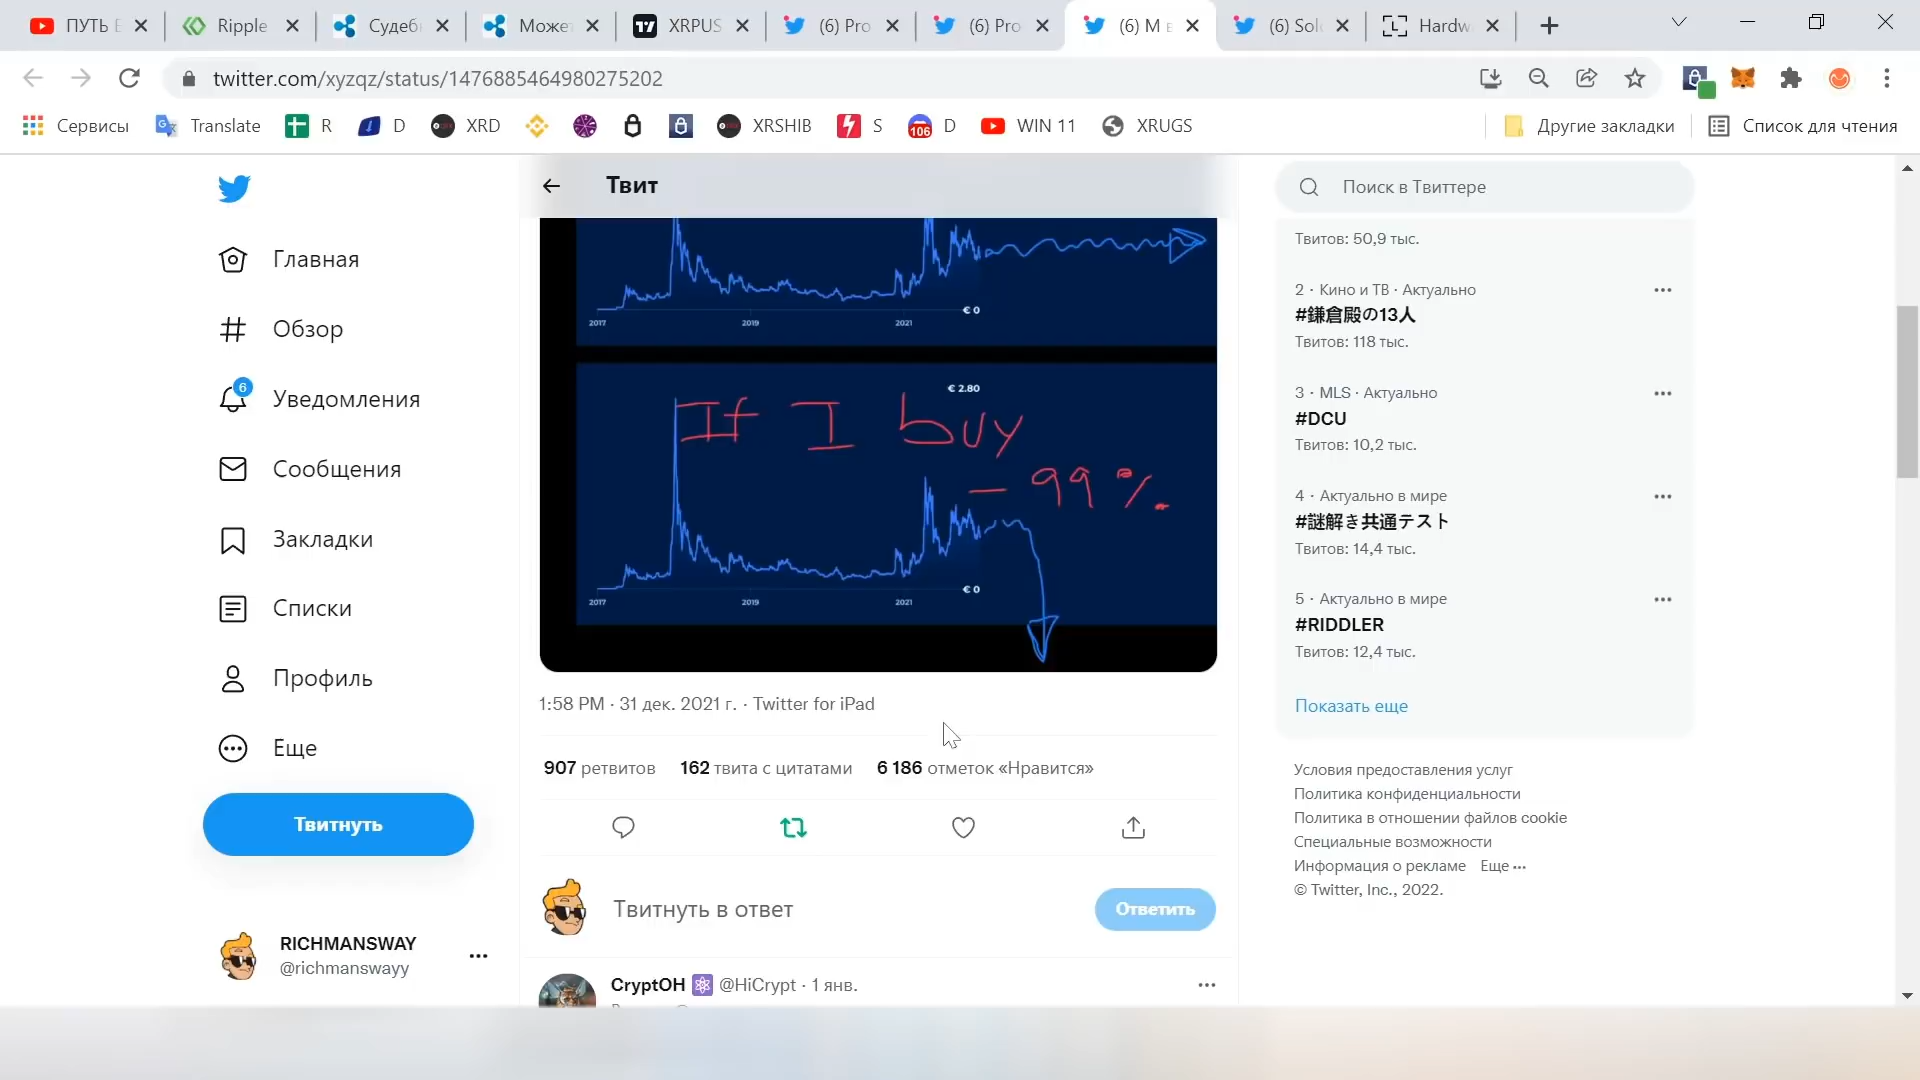 ПУТЬ Б
Ripple
Судебн
Може
XRPUS
(6) Pro
(6) Pro
(6) М в
(6) Solo
Hardw
twitter.com/xyzqz/status/1476885464980275202
Сервисы
Translate
R
D
XRD
XRSHIB
S
106
D
WIN 11
XRUGS
Другие закладки
Список для чтения
Главная
Обзор
6
Уведомления
Сообщения
Закладки
Списки
Профиль
Еще
Твитнуть
RICHMANSWAY
@richmanswayy
Твит
2017
2019
2021
€ 0
€ 2.80
If I buy
- 99 %.
€ 0
2017
2019
2021
1:58 PM · 31 дек. 2021 г. · Twitter for iPad
907 ретвитов 162 твита с цитатами 6 186 отметок «Нравится»
Твитнуть в ответ
Ответить
CryptOH @HiCrypt · 1 янв.
Поиск в Твиттере
Твитов: 50,9 тыс.
2 · Кино и ТВ · Актуально
#鎌倉殿の13人
Твитов: 118 тыс.
3 · MLS · Актуально
#DCU
Твитов: 10,2 тыс.
4 · Актуально в мире
#謎解き共通テスト
Твитов: 14,4 тыс.
5 · Актуально в мире
#RIDDLER
Твитов: 12,4 тыс.
Показать еще
Условия предоставления услуг
Политика конфиденциальности
Политика в отношении файлов cookie
Специальные возможности
Информация о рекламе Еще
© Twitter, Inc., 2022.